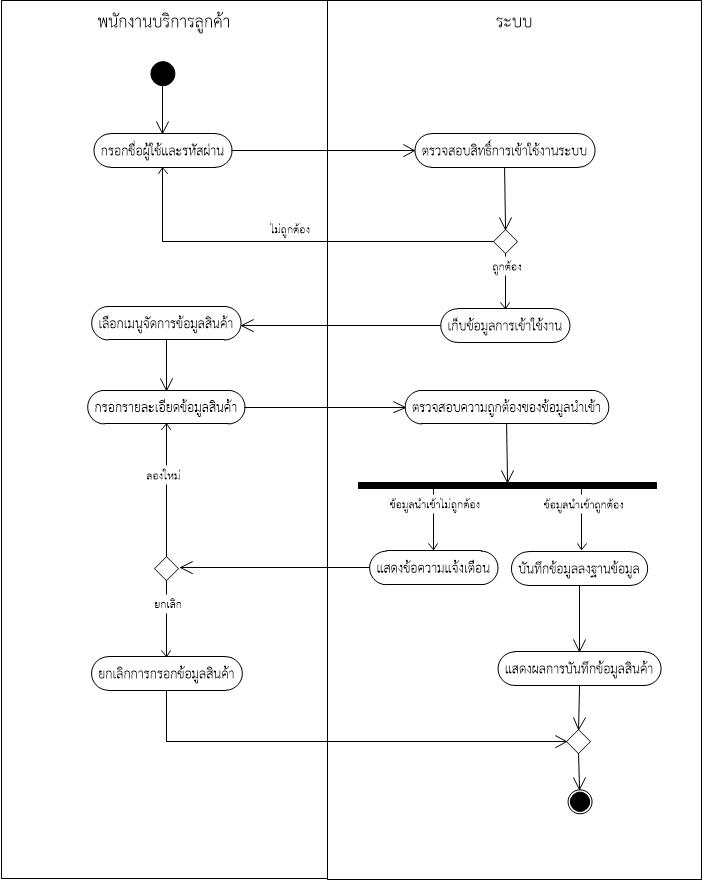 พนักงานบริการลูกค้า
ระบบ
กรอกชื่อผู้ใช้และรหัสผ่าน
ตรวจสอบสิทธิ์การเข้าใช้งานระบบ
ไม่ถูกต้อง
ถูกต้อง
เลือกเมนูจัดการข้อมูลสินค้า
เก็บข้อมูลการเข้าใช้งาน
กรอกรายละเอียดข้อมูลสินค้า
ตรวจสอบความถูกต้องของข้อมูลนำเข้า
ลองใหม่
ข้อมูลนำเข้าไม่ถูกต้อง
ข้อมูลนำเข้าถูกต้อง
แสดงข้อความแจ้งเตือน
บันทึกข้อมูลลงฐานข้อมูล
ยกเลิก
ยกเลิกการกรอกข้อมูลสินค้า
แสดงผลการบันทึกข้อมูลสินค้า